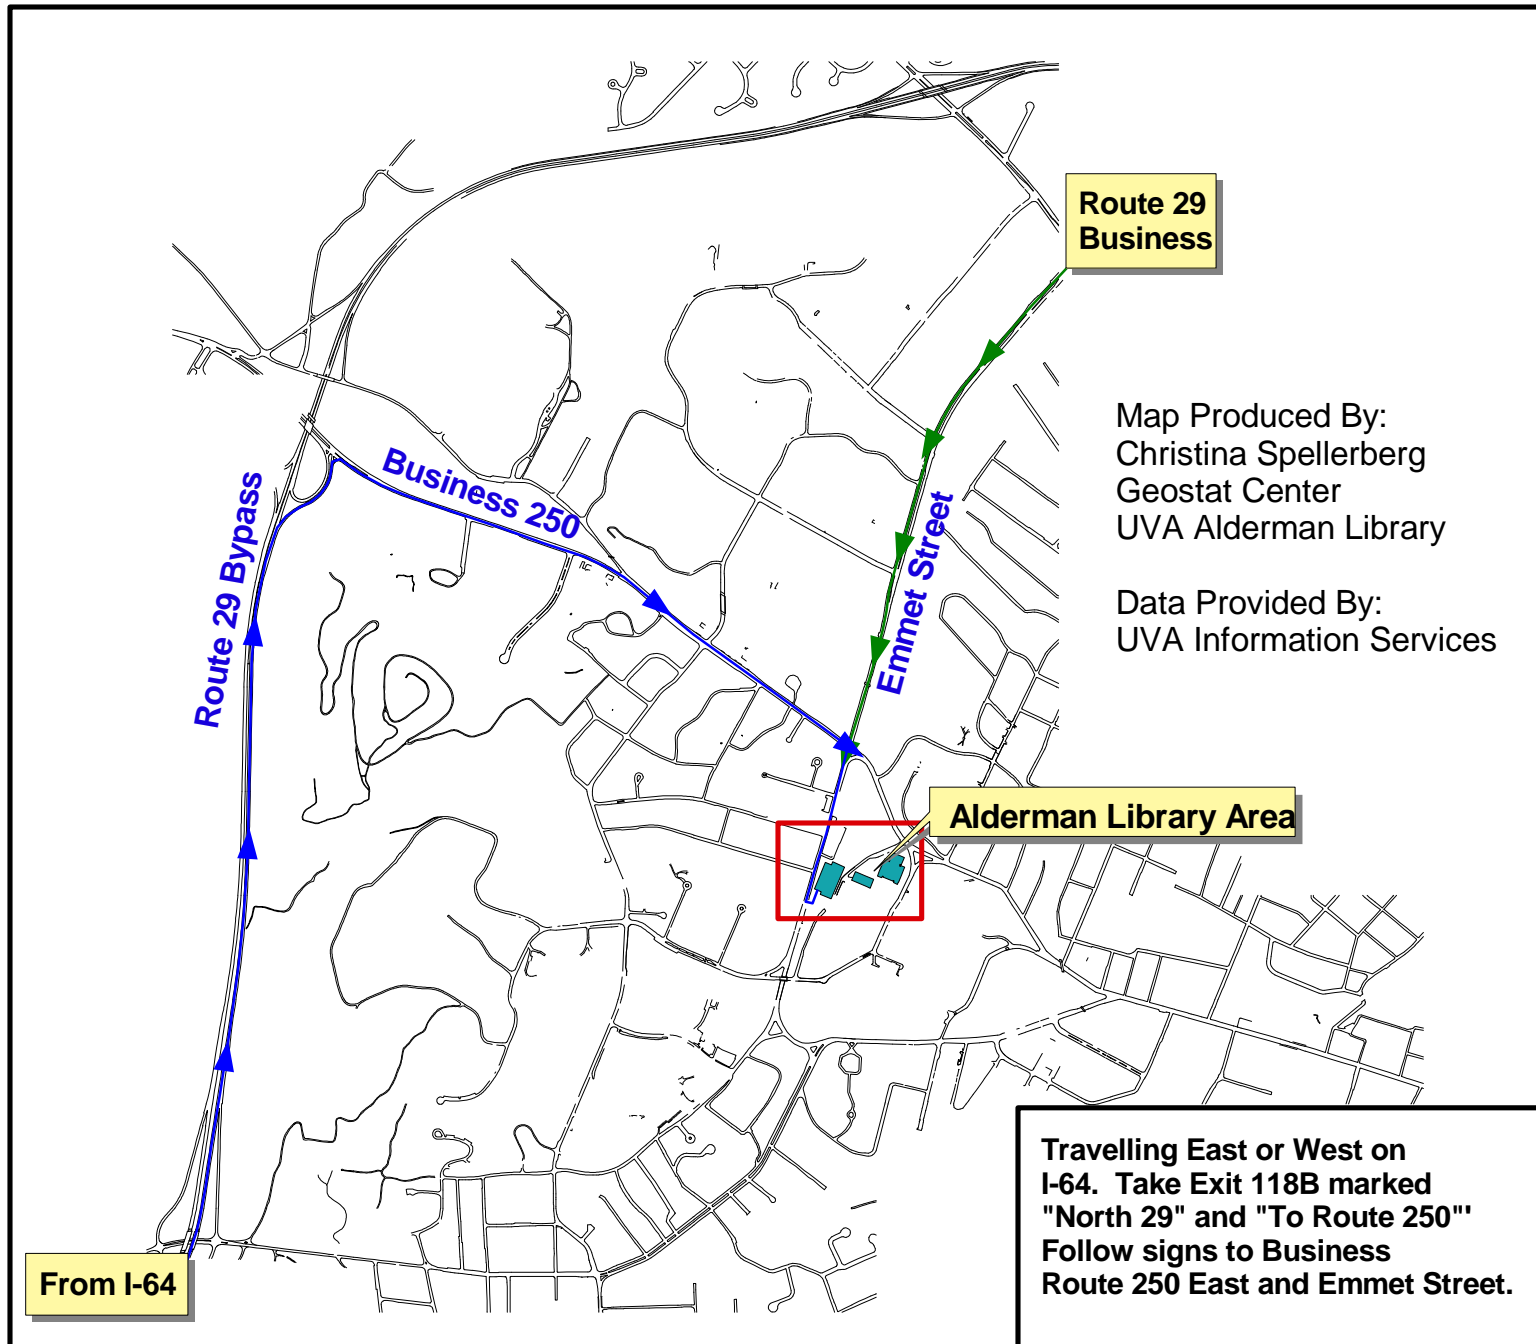 Route 29
Business
Map Produced By:
Christina Spellerberg
Geostat Center
UVA Alderman Library
Data Provided By:
UVA Information Services
Business 250
Route 29 Bypass
Emmet Street
Alderman Library Area
From I-64
Travelling East or West on
I-64.  Take Exit 118B marked
"North 29" and "To Route 250"'
Follow signs to Business
Route 250 East and Emmet Street.